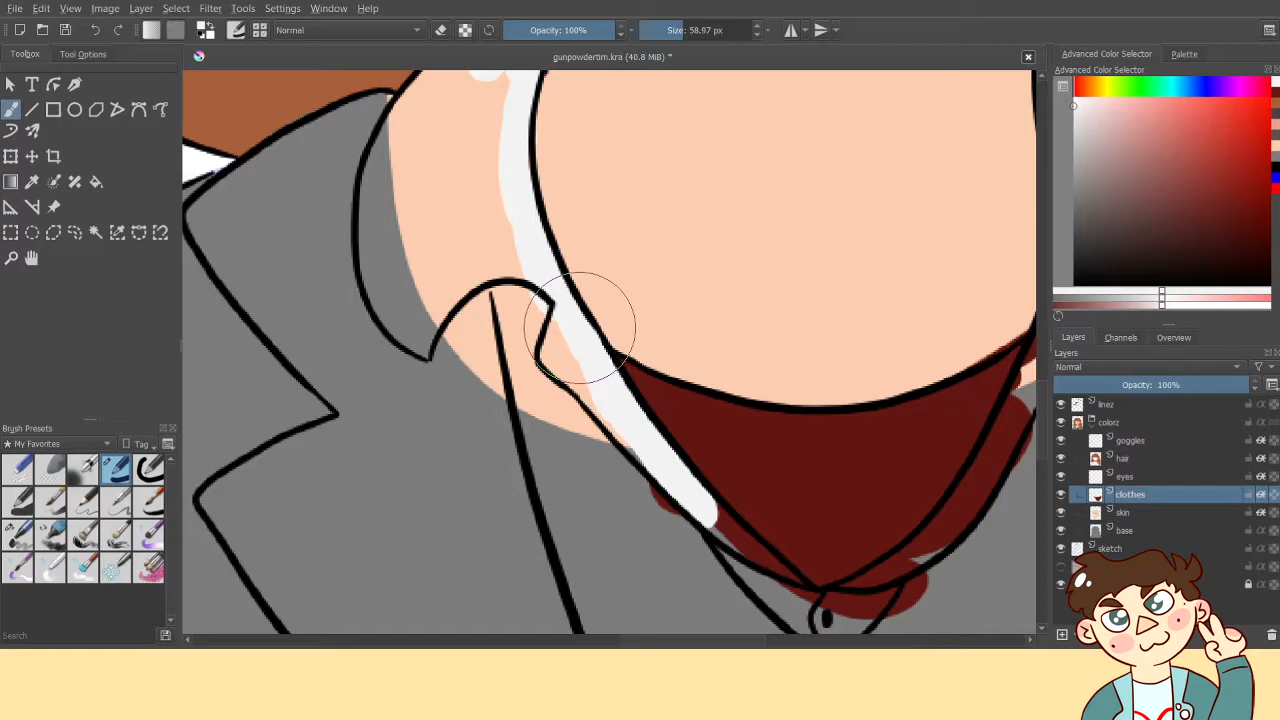 File Edit View Image Layer Select Filter Tools Settings Window Help
Normal Opacity: 100% Size: 58.97 px
Toolbox Tool Options
gunpowdertim.kra (40.8 MiB) *
Advanced Color Selector Palette
Advanced Color Selector
Layers Channels Overview
Layers
Normal
Opacity: 100%
linez
colorz
goggles
hair
eyes
clothes
skin
base
sketch
Brush Presets
My Favorites Tag
Search